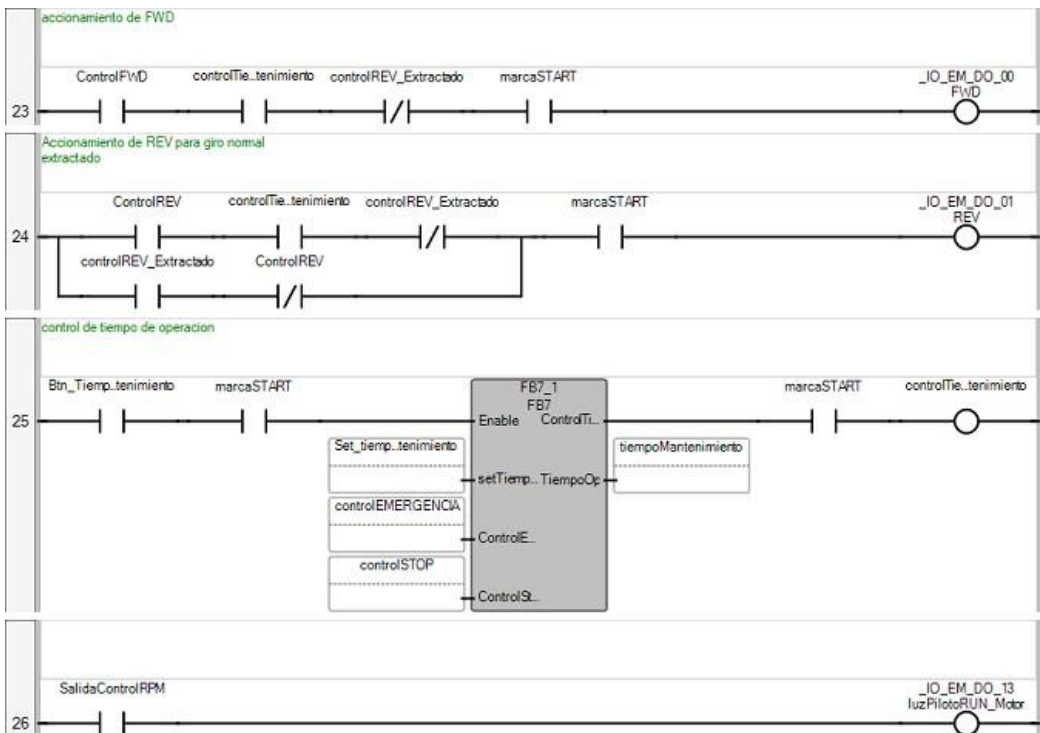 accionamiento de FWD
ControlFWD controlTie..tenimiento controlREV_Extractado marcaSTART _IO_EM_DO_00
FWD
23
Accionamiento de REV para giro normal
extractado
ControlREV controlTie..tenimiento controlREV_Extractado marcaSTART _IO_EM_DO_01
REV
24
controlREV_Extractado ControlREV
control de tiempo de operacion
Btn_Tiemp..tenimiento marcaSTART FB7_1 marcaSTART controlTie..tenimiento
FB7
25
Enable ControlTi...
Set_tiemp..tenimiento tiempoMantenimiento
setTiemp... TiempoOp
controlEMERGENCIA
ControlE...
controlSTOP
ControlSt...
SalidaControlRPM _IO_EM_DO_13
luzPilotoRUN_Motor
26